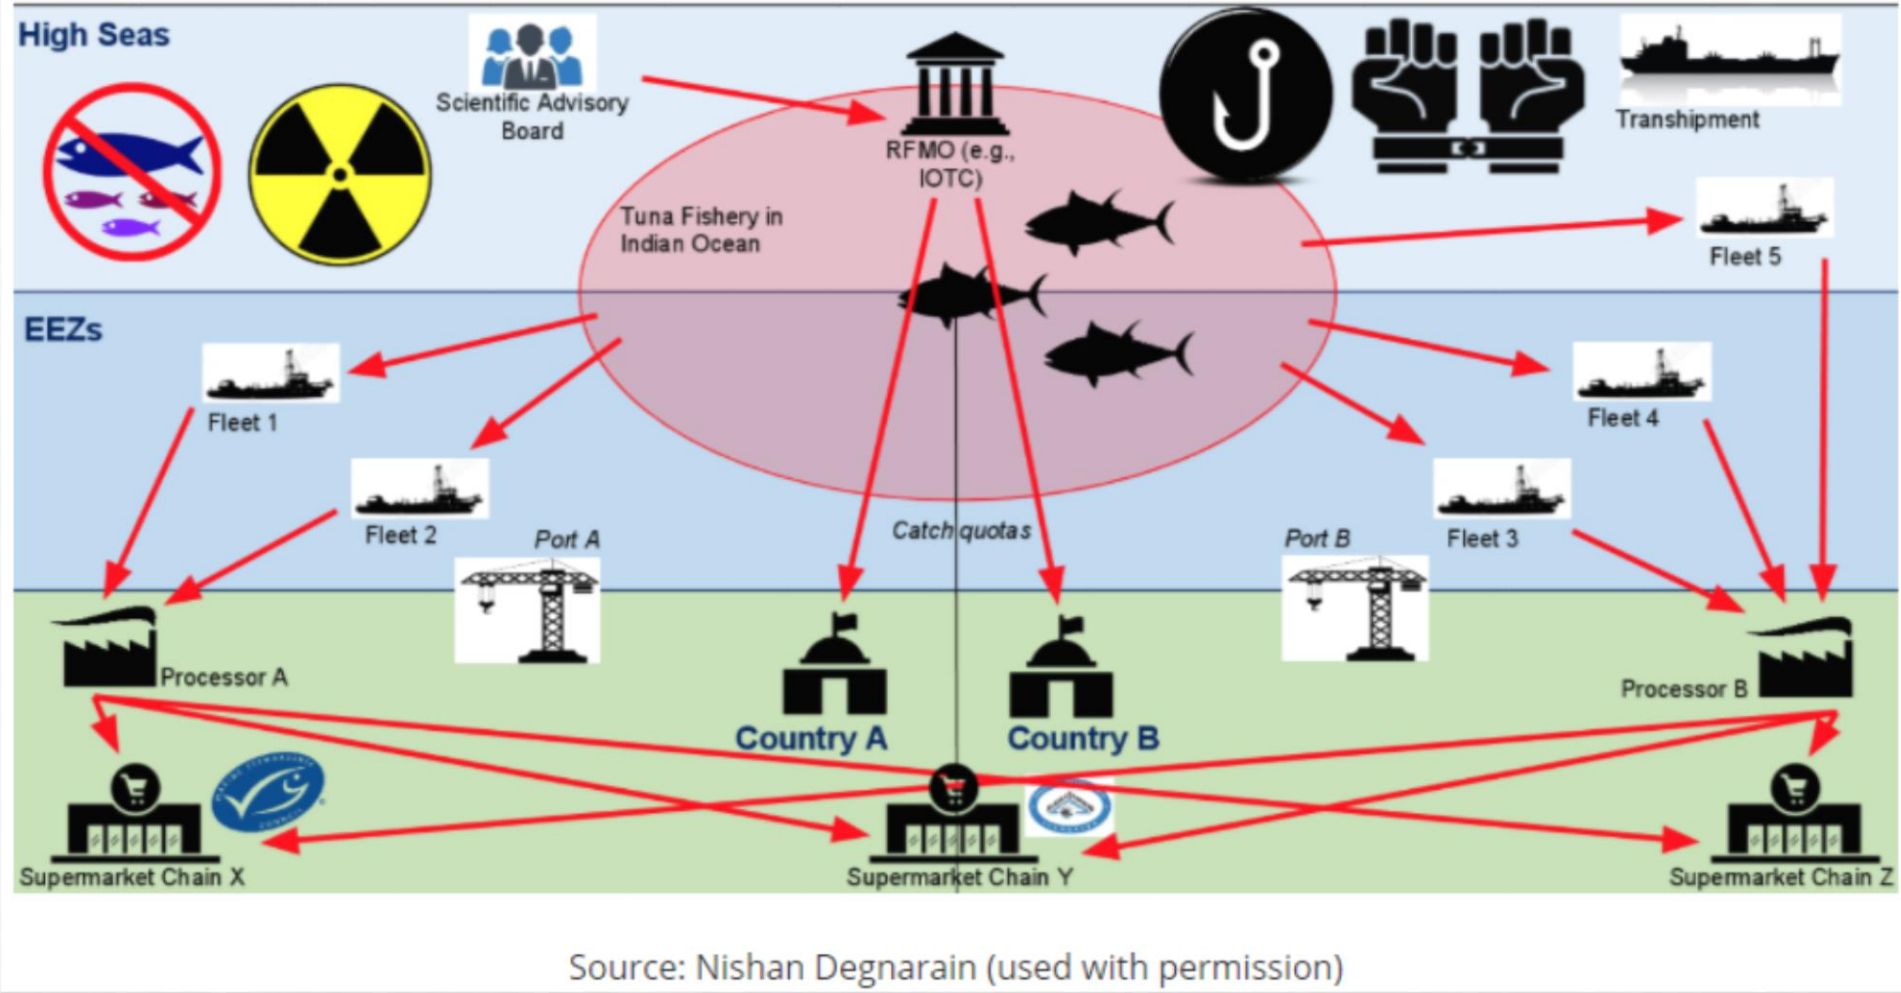 High Seas
Scientific Advisory
Board
RFMO (e.g.,
IOTC)
Transhipment
Tuna Fishery in
Indian Ocean
Fleet 5
EEZs
Fleet 1
Fleet 4
Fleet 2
Port A
Catch quotas
Port B
Fleet 3
Processor A
Processor B
Country A
Country B
Supermarket Chain X
Supermarket Chain Y
Supermarket Chain Z
Source: Nishan Degnarain (used with permission)